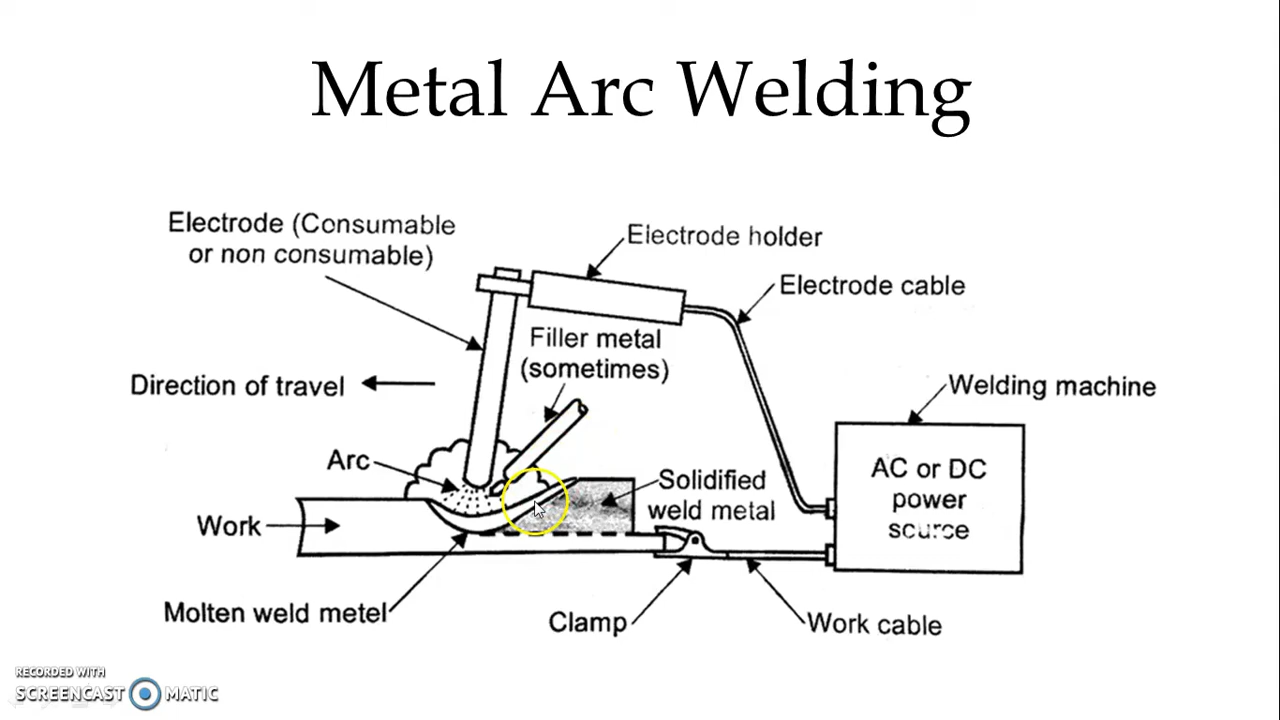 Metal Arc Welding
Electrode (Consumable
or non consumable)
Electrode holder
Electrode cable
Filler metal
(sometimes)
Direction of travel
Welding machine
Arc
AC or DC
power
source
Solidified
weld metal
Work
Molten weld metel
Clamp
Work cable
RECORDED WITH
SCREENCAST MATIC